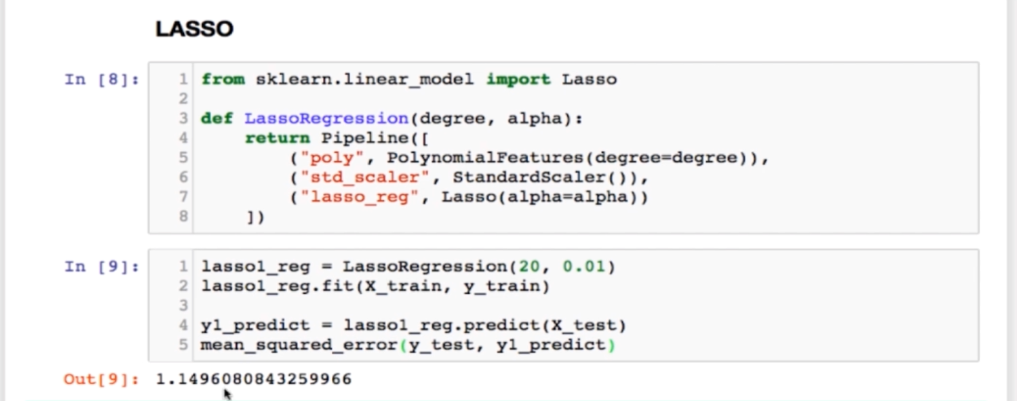 LASSO
In [8]:
1 from sklearn.linear_model import Lasso
2
3 def LassoRegression(degree, alpha):
4     return Pipeline([
5         ("poly", PolynomialFeatures(degree=degree)),
6         ("std_scaler", StandardScaler()),
7         ("lasso_reg", Lasso(alpha=alpha))
8     ])
In [9]:
1 lasso1_reg = LassoRegression(20, 0.01)
2 lasso1_reg.fit(X_train, y_train)
3
4 y1_predict = lasso1_reg.predict(X_test)
5 mean_squared_error(y_test, y1_predict)
Out[9]: 1.1496080843259966